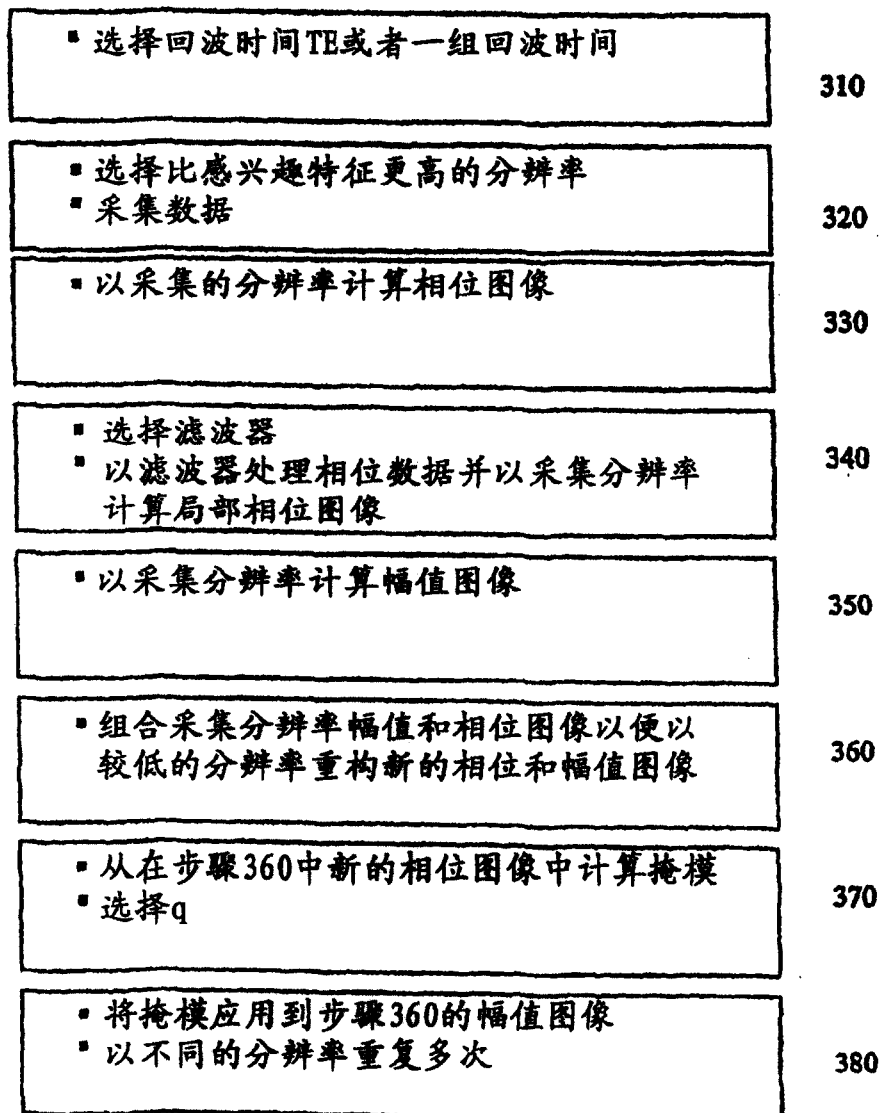 ▪ 选择回波时间TE或者一组回波时间
310
▪ 选择比感兴趣特征更高的分辨率
▪ 采集数据
320
▪ 以采集的分辨率计算相位图像
330
▪ 选择滤波器
▪ 以滤波器处理相位数据并以采集分辨率
计算局部相位图像
340
▪ 以采集分辨率计算幅值图像
350
▪ 组合采集分辨率幅值和相位图像以便以
较低的分辨率重构新的相位和幅值图像
360
▪ 从在步骤360中新的相位图像中计算掩模
▪ 选择q
370
▪ 将掩模应用到步骤360的幅值图像
▪ 以不同的分辨率重复多次
380